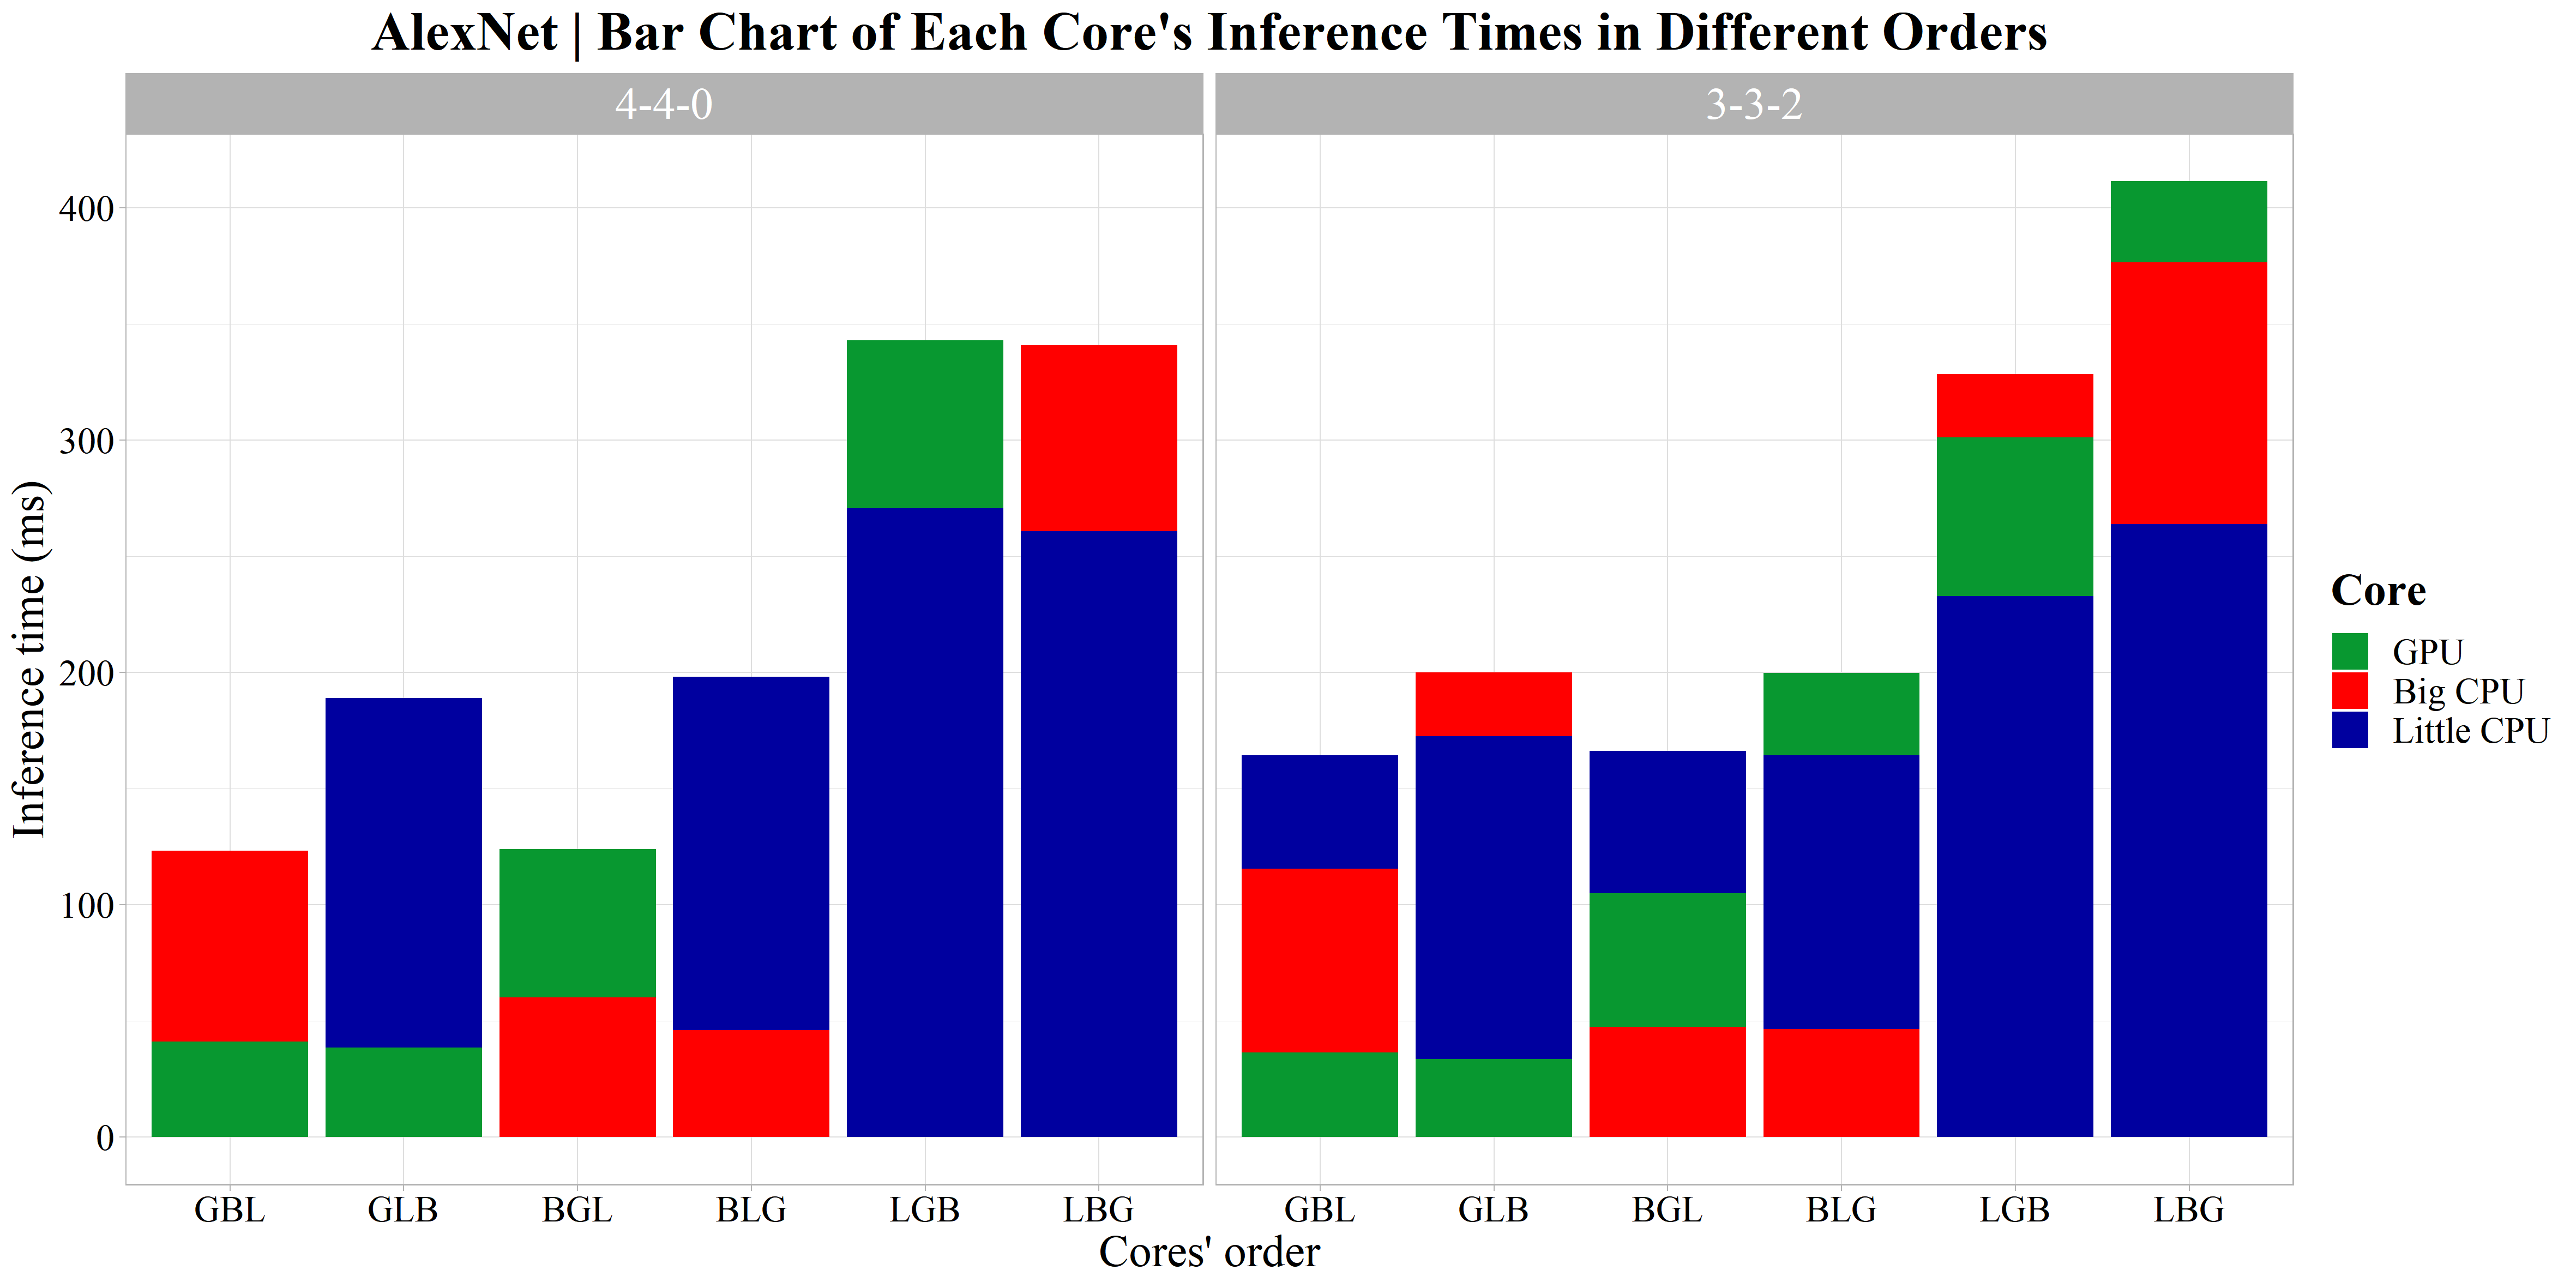 AlexNet | Bar Chart of Each Core's Inference Times in Different Orders
4-4-0
3-3-2
Inference time (ms)
400
300
200
100
0
GBL GLB BGL BLG LGB LBG
GBL GLB BGL BLG LGB LBG
Cores' order
Core
GPU
Big CPU
Little CPU